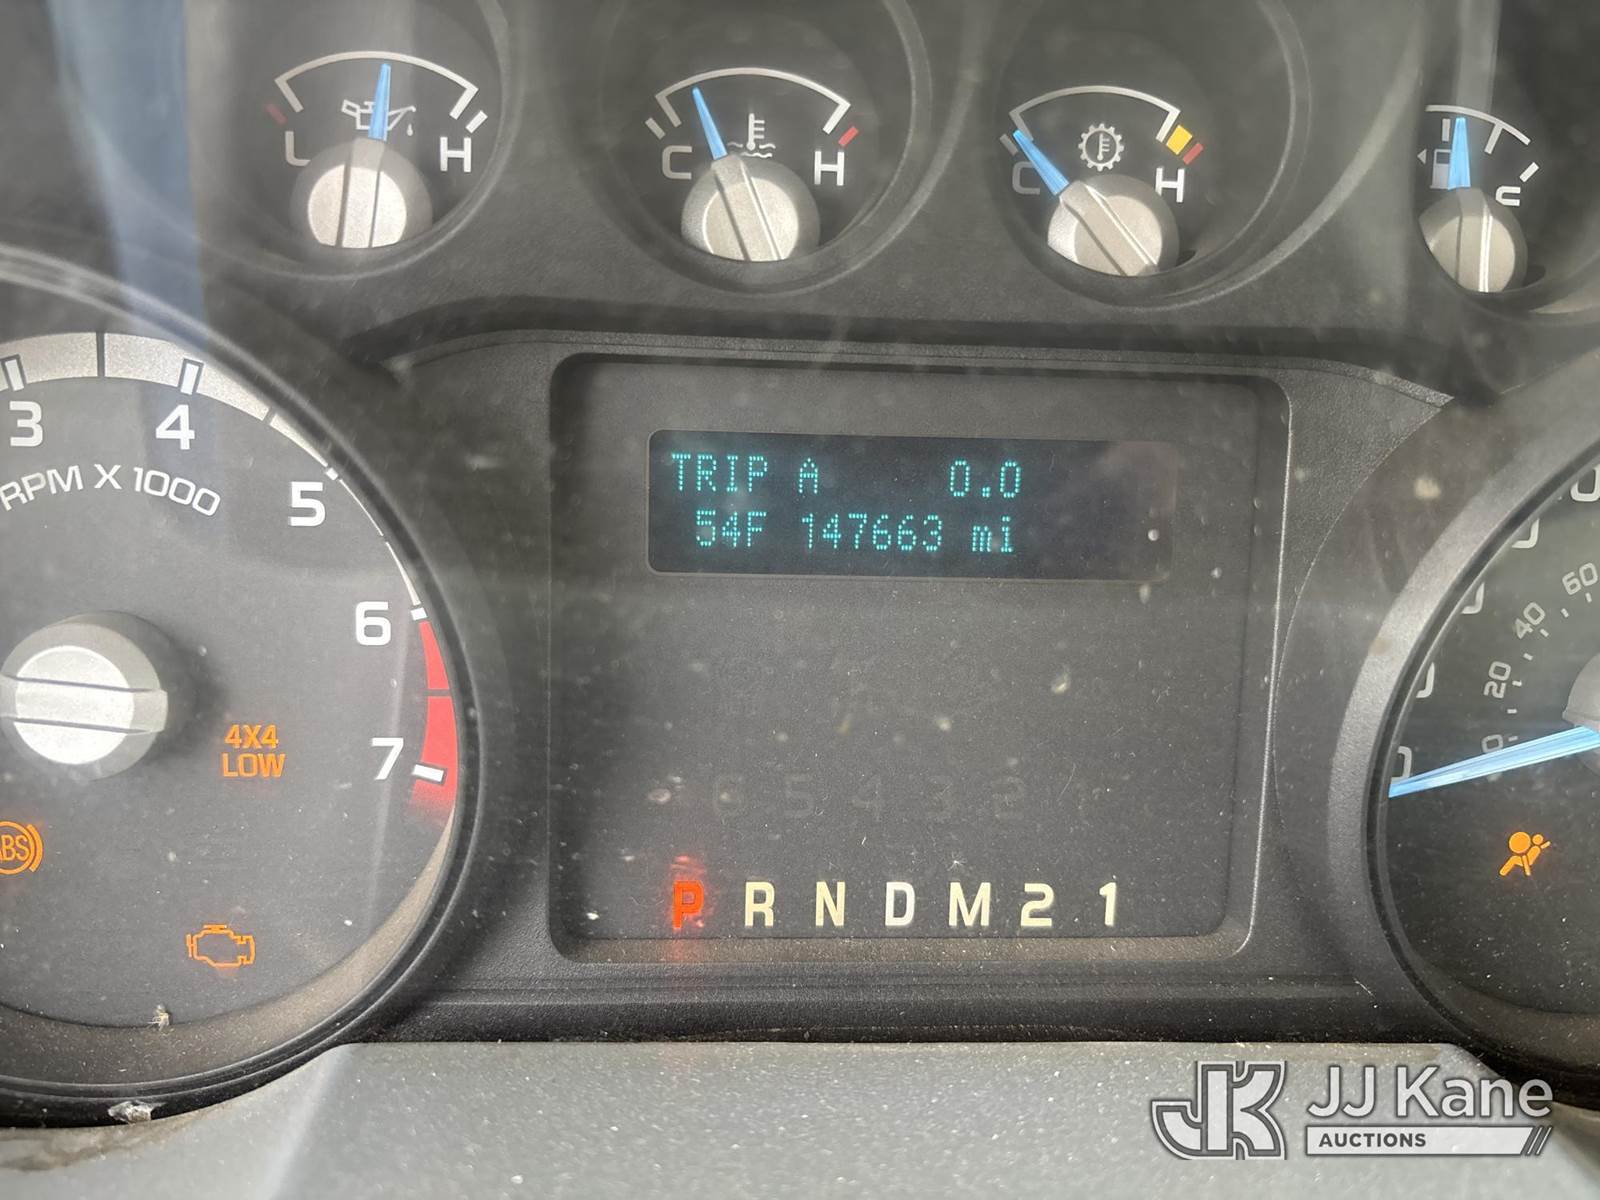 L H
C H
C H
3
4
5
6
7
RPM X 1000
TRIP A 0.0
54F 147663 mi
4X4
LOW
P R N D M 2 1
60
40
20
0
JJ Kane
AUCTIONS